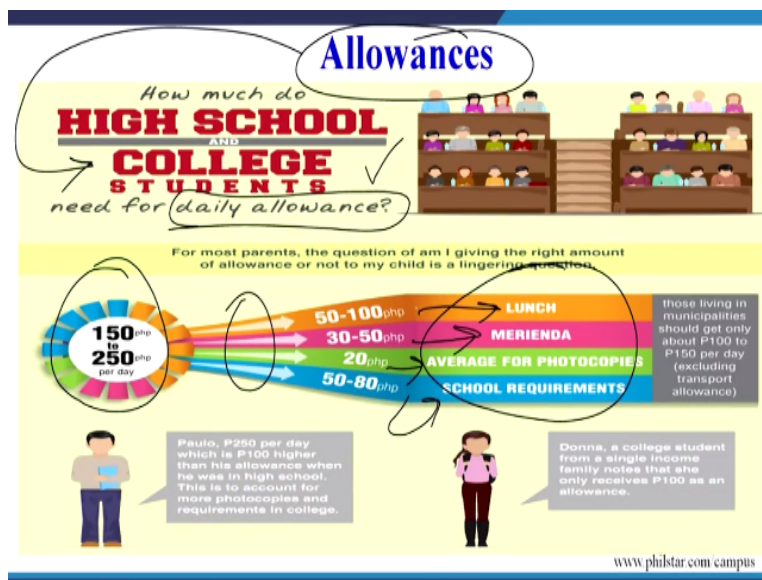 Allowances
How much do
HIGH SCHOOL
AND
COLLEGE
STUDENTS
need for daily allowance?
For most parents, the question of am I giving the right amount
of allowance or not to my child is a lingering question.
150 php
to
250 php
per day
50-100php LUNCH
30-50php MERIENDA
20php AVERAGE FOR PHOTOCOPIES
50-80php SCHOOL REQUIREMENTS
those living in
municipalities
should get only
about P100 to
P150 per day
(excluding
transport
allowance)
Paulo, P250 per day
which is P100 higher
than his allowance when
he was in high school.
This is to account for
more photocopies and
requirements in college.
Donna, a college student
from a single income
family notes that she
only receives P100 as an
allowance.
www.philstar.com/campus